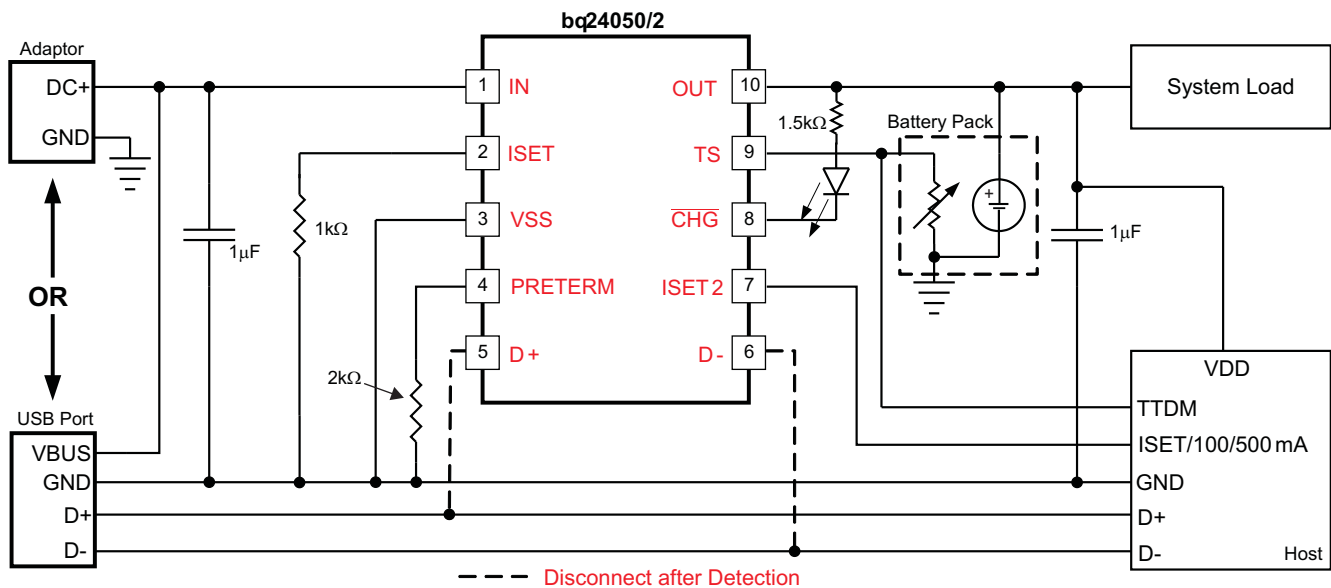 bq24050/2
Adaptor
DC+
GND
OR
USB Port
VBUS
GND
D+
D-
1µF
1kΩ
2kΩ
1 IN
2 ISET
3 VSS
4 PRETERM
5 D+
10 OUT
9 TS
8 CHG
7 ISET2
6 D-
1.5kΩ
Battery Pack
+
1µF
System Load
VDD
TTDM
ISET/100/500 mA
GND
D+
D-
Host
Disconnect after Detection